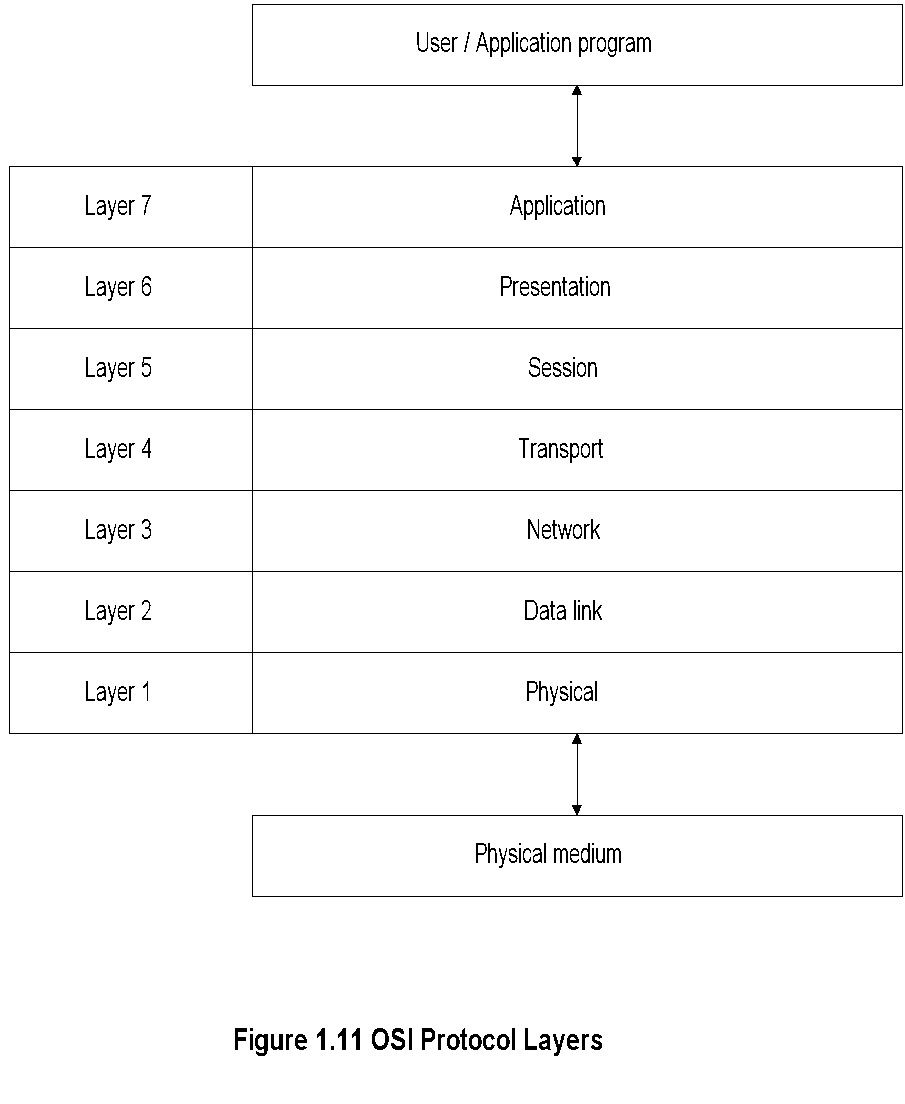 User / Application program
Layer 7 Application
Layer 6 Presentation
Layer 5 Session
Layer 4 Transport
Layer 3 Network
Layer 2 Data link
Layer 1 Physical
Physical medium
Figure 1.11 OSI Protocol Layers